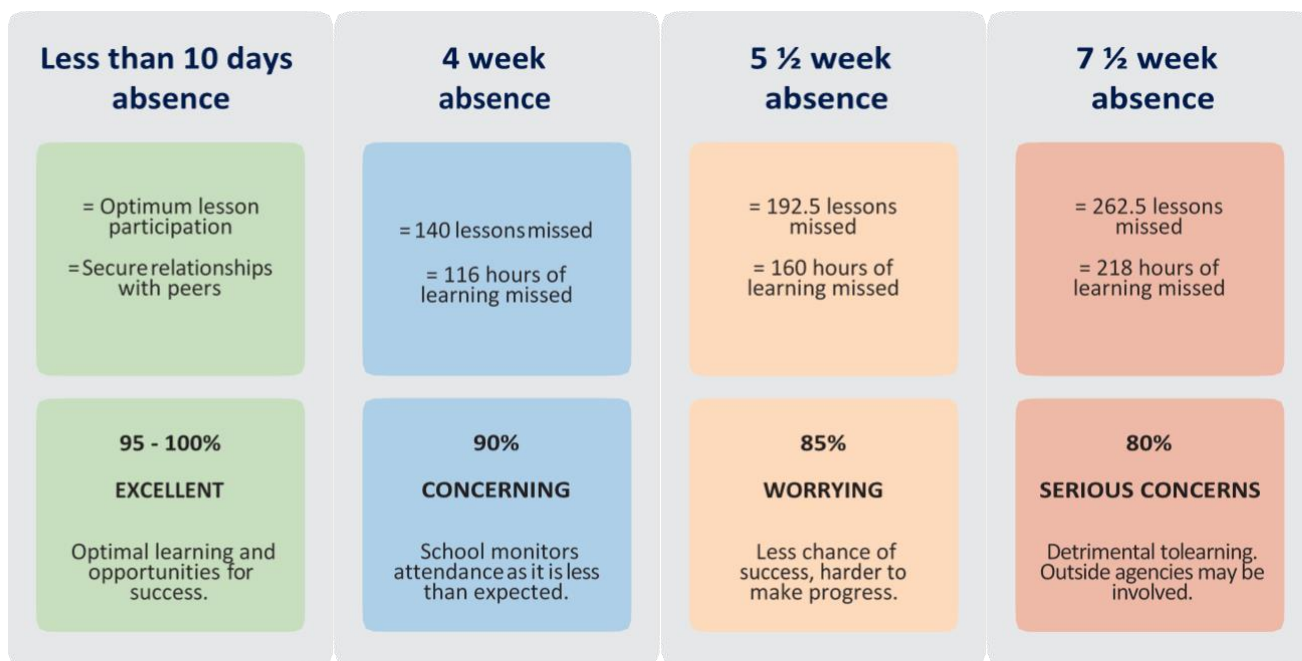 Less than 10 days
absence
= Optimum lesson
participation
= Secure relationships
with peers
95 - 100%
EXCELLENT
Optimal learning and
opportunities for
success.
4 week
absence
= 140 lessons missed
= 116 hours of
learning missed
90%
CONCERNING
School monitors
attendance as it is less
than expected.
5 ½ week
absence
= 192.5 lessons
missed
= 160 hours of
learning missed
85%
WORRYING
Less chance of
success, harder to
make progress.
7 ½ week
absence
= 262.5 lessons
missed
= 218 hours of
learning missed
80%
SERIOUS CONCERNS
Detrimental tolearning.
Outside agencies may be
involved.